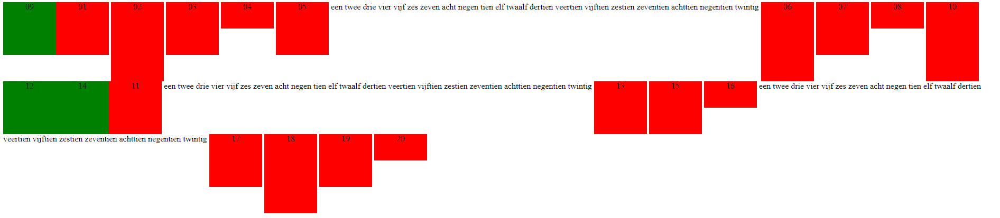 09 01 02 03 04 05 een twee drie vier vijf zes zeven acht negen tien elf twaalf dertien veertien vijftien zestien zeventien achttien negentien twintig 06 07 08 10
12 14 11 een twee drie vier vijf zes zeven acht negen tien elf twaalf dertien veertien vijftien zestien zeventien achttien negentien twintig 13 15 16 een twee drie vier vijf zes zeven acht negen tien elf twaalf dertien
veertien vijftien zestien zeventien achttien negentien twintig 17 18 19 20